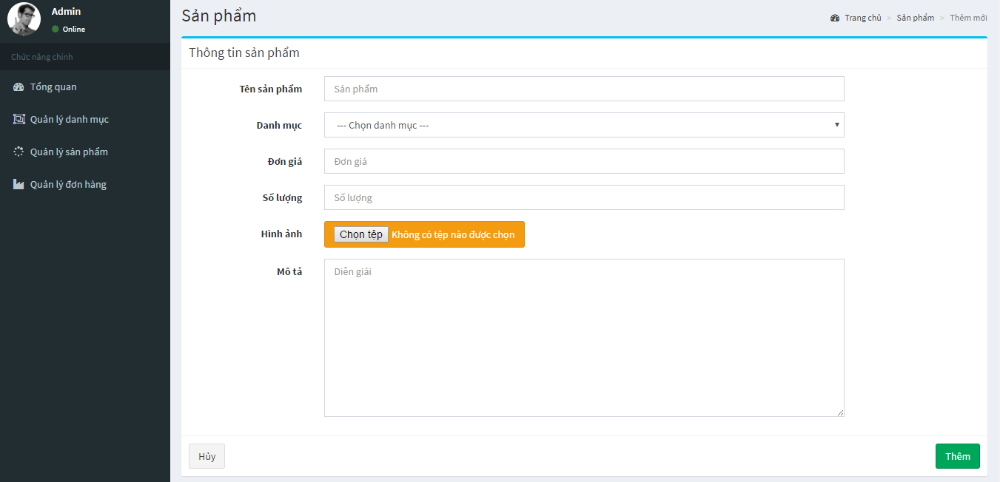 Admin
Online
Chức năng chính
Tổng quan
Quản lý danh mục
Quản lý sản phẩm
Quản lý đơn hàng
Sản phẩm
Trang chủ > Sản phẩm > Thêm mới
Thông tin sản phẩm
Tên sản phẩm
Sản phẩm
Danh mục
--- Chọn danh mục ---
Đơn giá
Đơn giá
Số lượng
Số lượng
Hình ảnh
Chọn tệp Không có tệp nào được chọn
Mô tả
Diễn giải
Hủy
Thêm